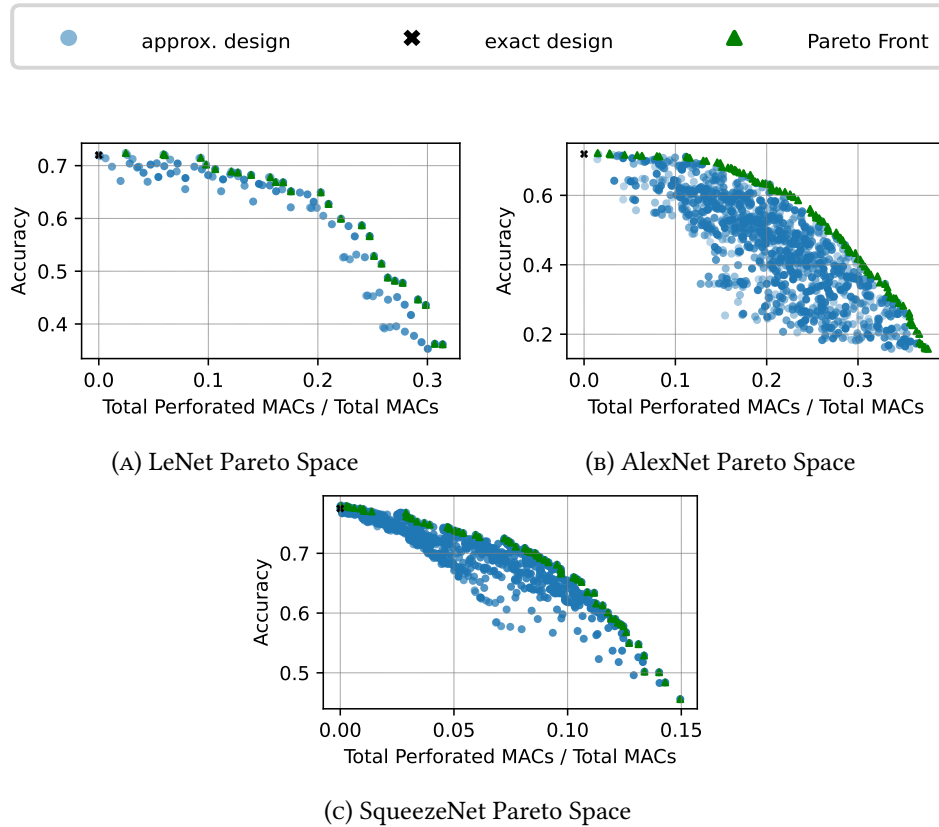 approx. design exact design Pareto Front
0.7
0.6
0.5
0.4
Accuracy
0.0 0.1 0.2 0.3
Total Perforated MACs / Total MACs
(A) LeNet Pareto Space
0.6
0.4
0.2
Accuracy
0.0 0.1 0.2 0.3
Total Perforated MACs / Total MACs
(B) AlexNet Pareto Space
0.7
0.6
0.5
Accuracy
0.00 0.05 0.10 0.15
Total Perforated MACs / Total MACs
(C) SqueezeNet Pareto Space